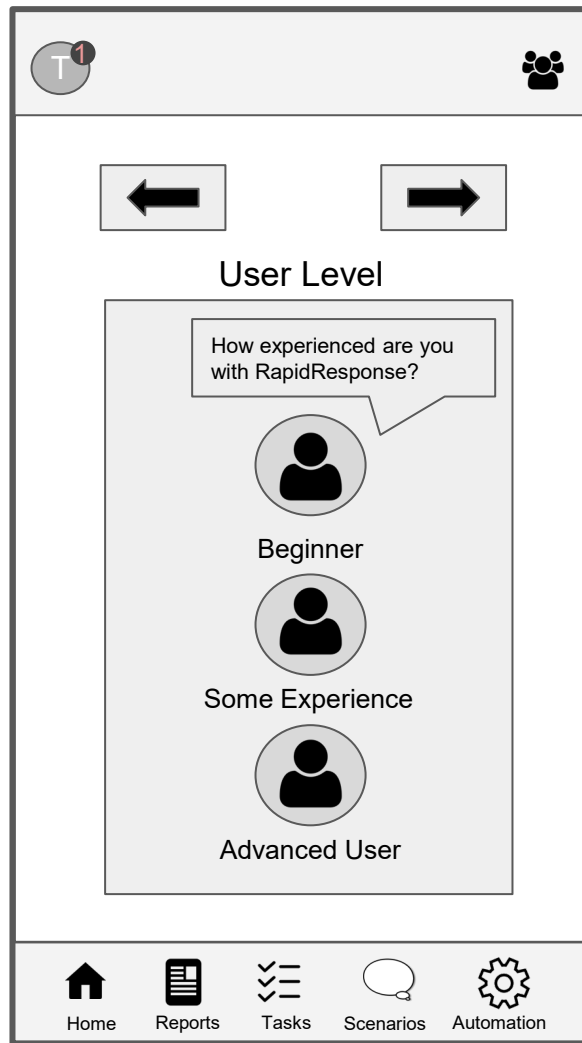 T
1
User Level
How experienced are you
with RapidResponse?
Beginner
Some Experience
Advanced User
Home
Reports
Tasks
Scenarios
Automation